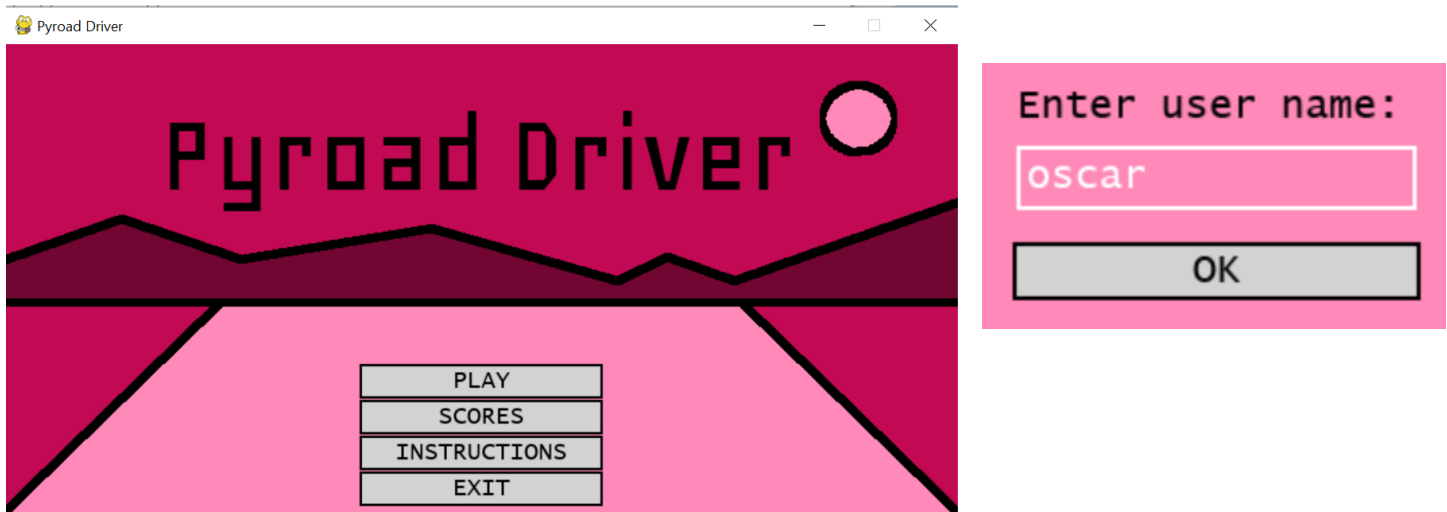 Pyroad Driver
Pyroad Driver
PLAY
SCORES
INSTRUCTIONS
EXIT
Enter user name:
oscar
OK